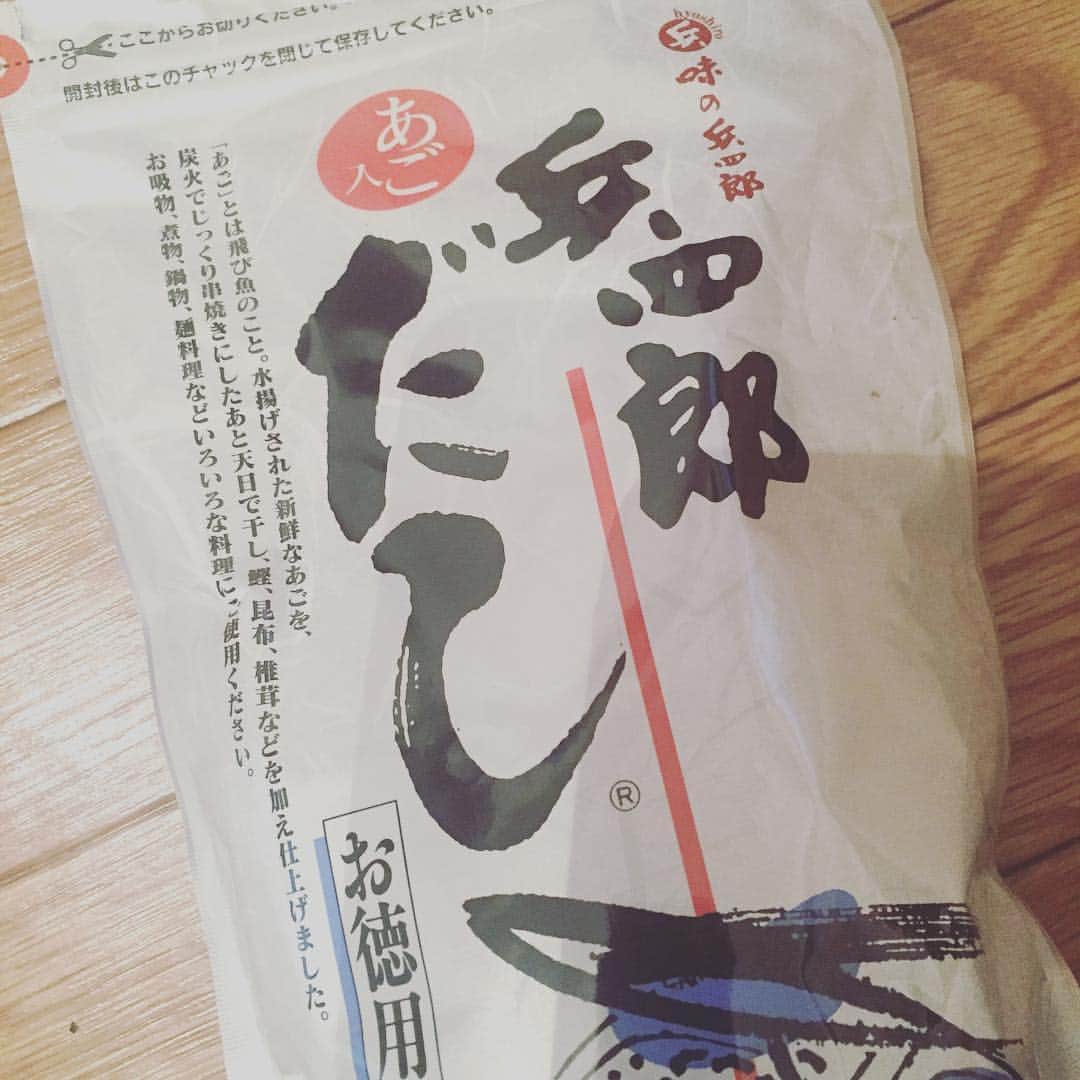 ここからお切りください。
開封後はこのチャックを閉じて保存してください。
hyoshiro
兵
味の兵四郎
兵四郎
だし
®
あご
入
「あご」とは飛び魚のこと。水揚げされた新鮮なあごを、
炭火でじっくり串焼きにしたあと天日で干し、鰹、昆布、椎茸などを加え仕上げました。
お吸物、煮物、鍋物、麺料理などいろいろな料理にご使用ください。
お徳用